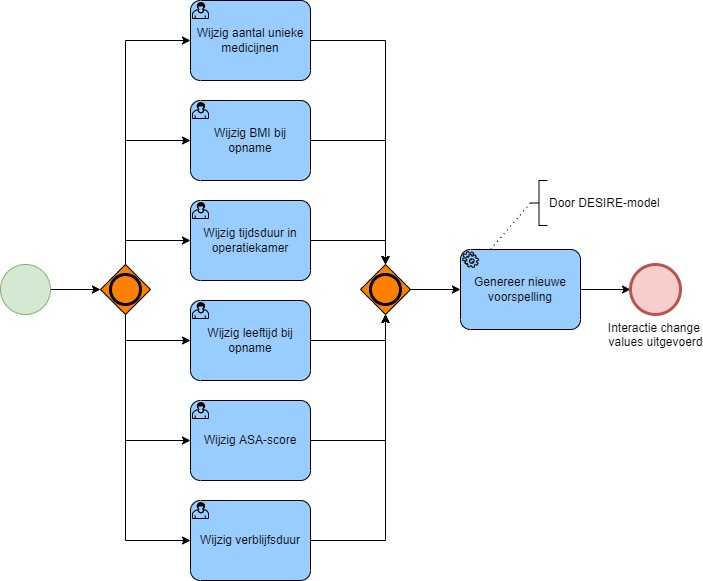 Wijzig aantal unieke
medicijnen
Wijzig BMI bij
opname
Wijzig tijdsduur in
operatiekamer
Wijzig leeftijd bij
opname
Wijzig ASA-score
Wijzig verblijfsduur
Door DESIRE-model
Genereer nieuwe
voorspelling
Interactie change
values uitgevoerd